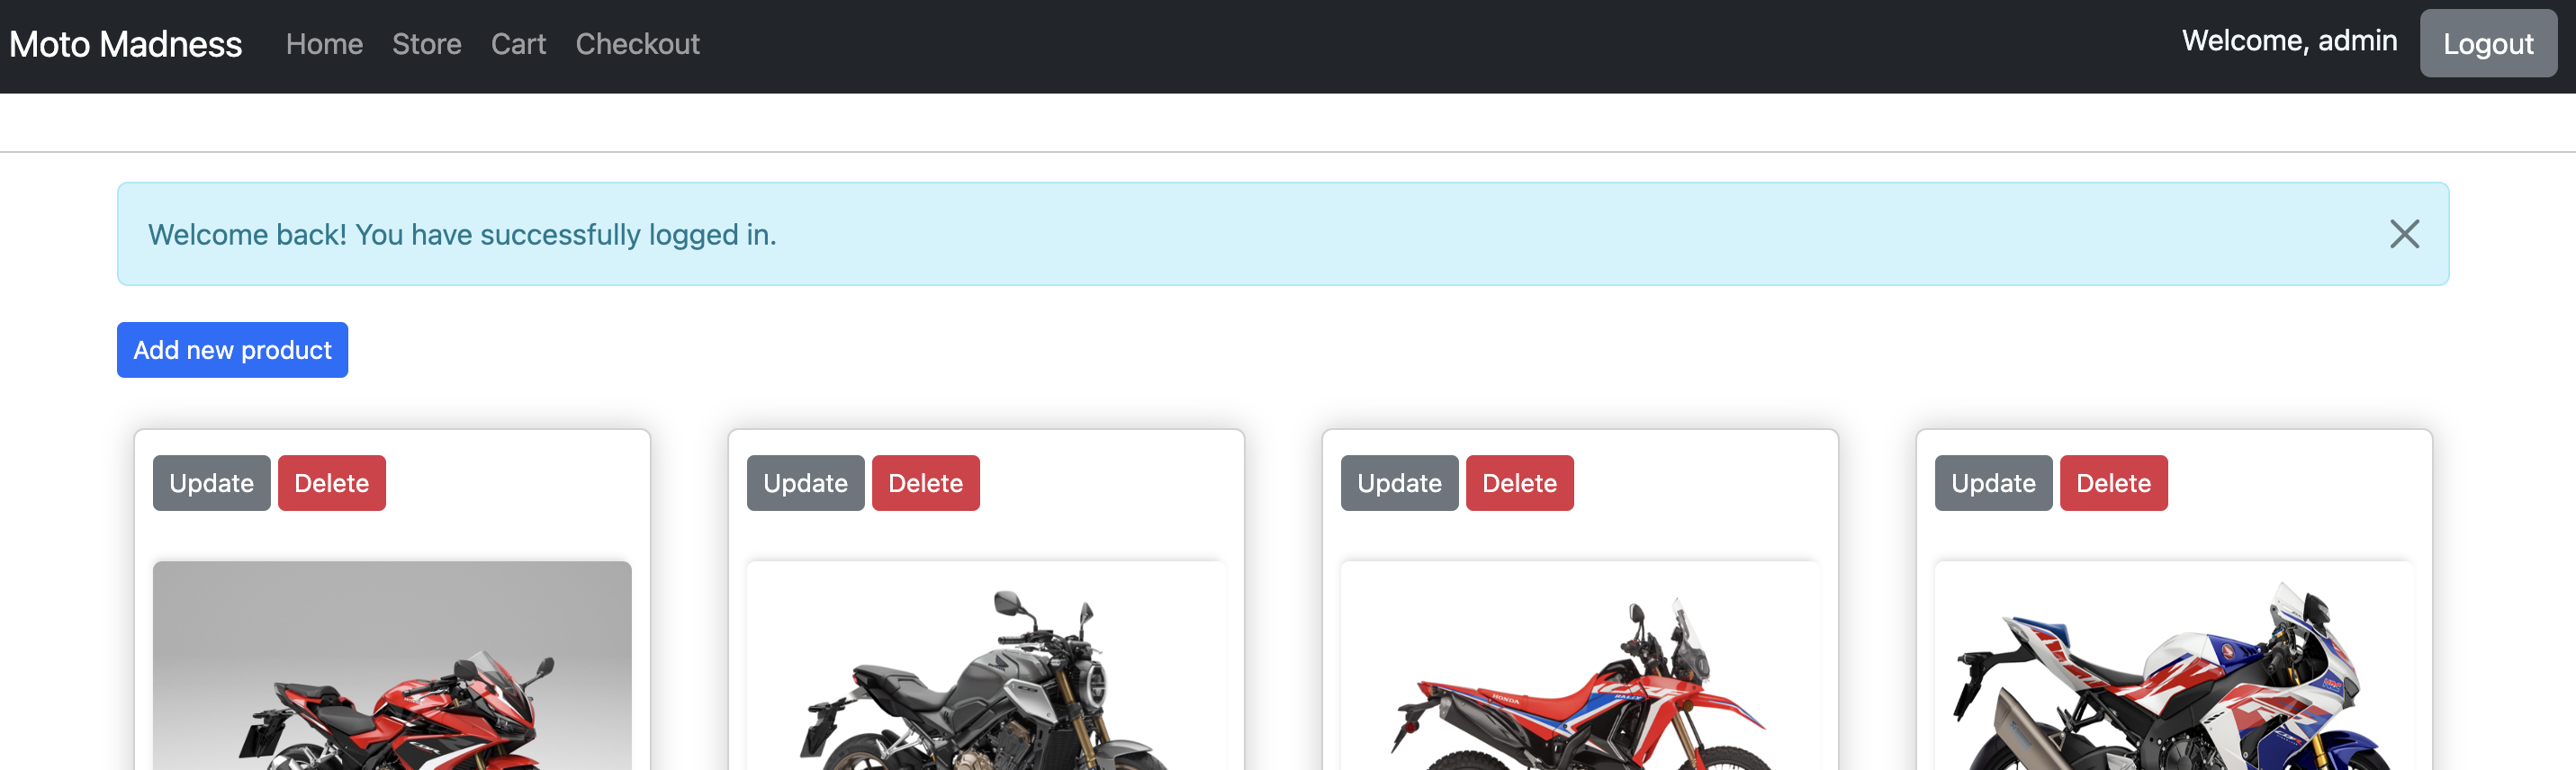 Moto Madness Home Store Cart Checkout Welcome, admin Logout
Welcome back! You have successfully logged in.
Add new product
Update Delete Update Delete Update Delete Update Delete
HONDA